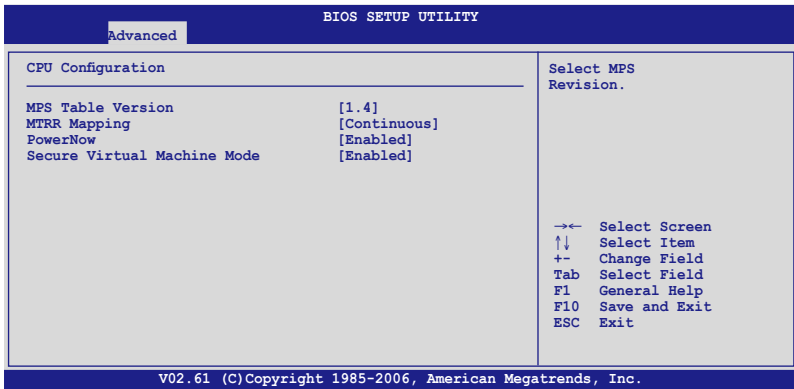 BIOS SETUP UTILITY
Advanced
CPU Configuration
MPS Table Version [1.4]
MTRR Mapping [Continuous]
PowerNow [Enabled]
Secure Virtual Machine Mode [Enabled]
Select MPS
Revision.
→← Select Screen
↑↓ Select Item
+- Change Field
Tab Select Field
F1 General Help
F10 Save and Exit
ESC Exit
V02.61 (C)Copyright 1985-2006, American Megatrends, Inc.